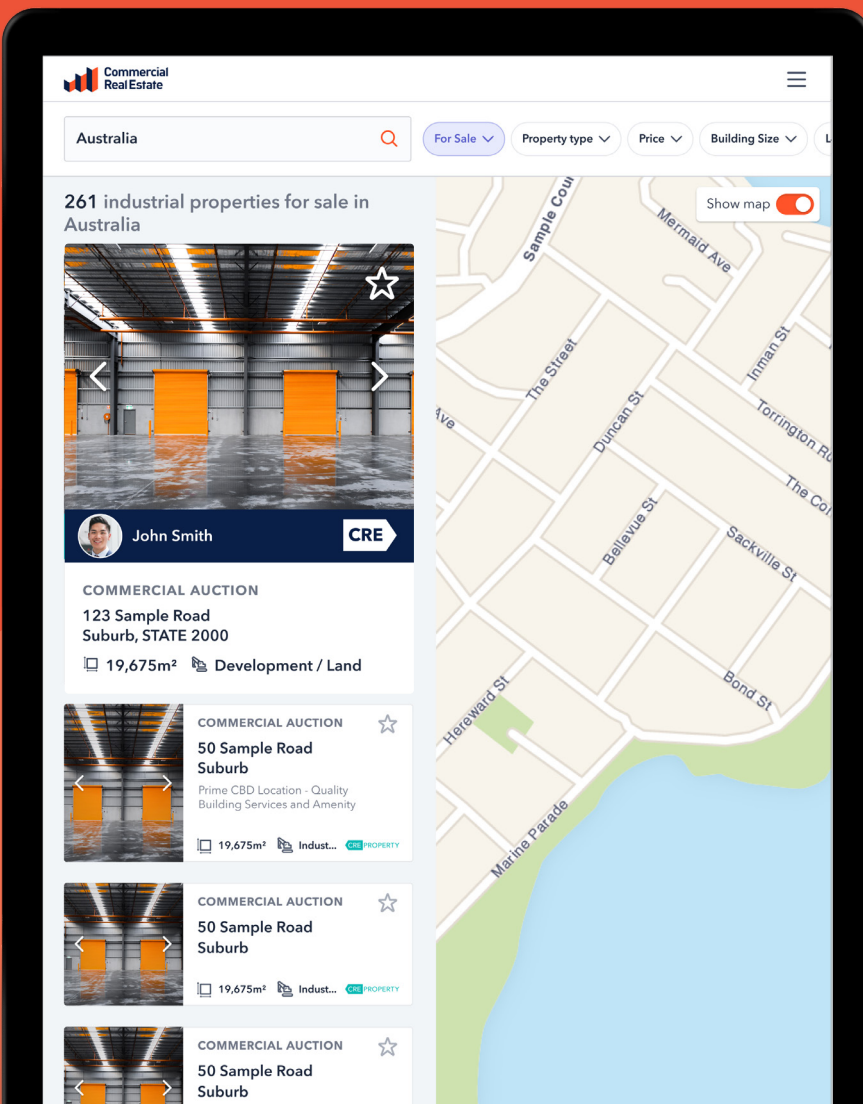 Commercial
Real Estate
Australia
For Sale
Property type
Price
Building Size
261 industrial properties for sale in
Australia
Show map
John Smith
CRE
COMMERCIAL AUCTION
123 Sample Road
Suburb, STATE 2000
19,675m²
Development / Land
COMMERCIAL AUCTION
50 Sample Road
Suburb
Prime CBD Location - Quality
Building Services and Amenity
19,675m²
Indust...
CRE PROPERTY
COMMERCIAL AUCTION
50 Sample Road
Suburb
19,675m²
Indust...
CRE PROPERTY
COMMERCIAL AUCTION
50 Sample Road
Suburb
Mermaid Ave
The Street
Inman St
Duncan St
Ave
Bellevue St
Sackville St
Bond St
Hereward St
Marine Parade